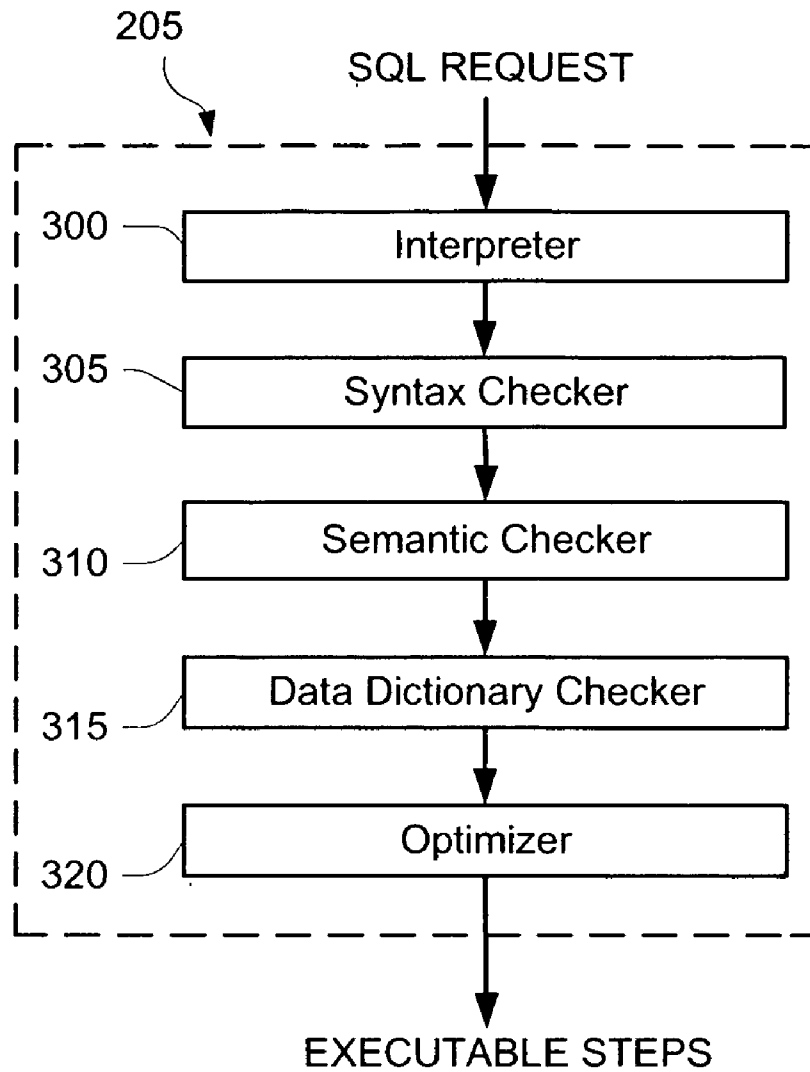 205
SQL REQUEST
300
Interpreter
305
Syntax Checker
310
Semantic Checker
315
Data Dictionary Checker
320
Optimizer
EXECUTABLE STEPS